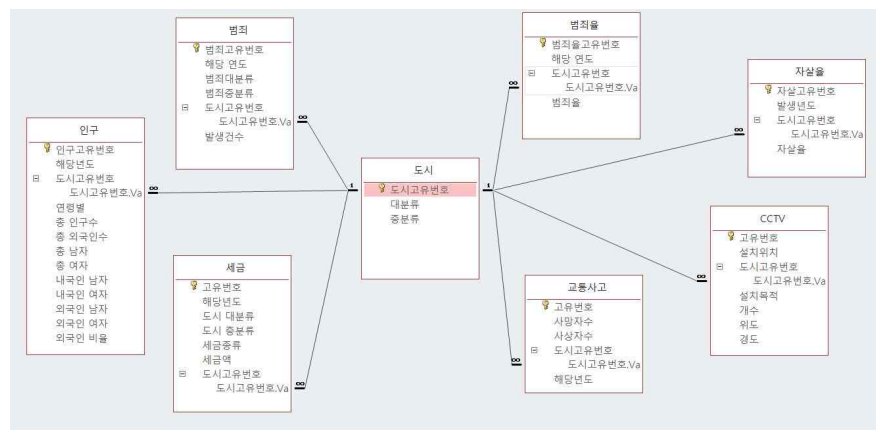 범죄
범죄고유번호
해당 연도
범죄대분류
범죄중분류
도시고유번호
도시고유번호.Va
발생건수
범죄율
범죄율고유번호
해당 연도
도시고유번호
도시고유번호.Va
범죄율
자살율
자살고유번호
발생년도
도시고유번호
도시고유번호.Va
자살율
인구
인구고유번호
해당년도
도시고유번호
도시고유번호.Va
연령별
총 인구수
총 외국인수
총 남자
총 여자
내국인 남자
내국인 여자
외국인 남자
외국인 여자
외국인 비율
도시
도시고유번호
대분류
중분류
세금
고유번호
해당년도
도시 대분류
도시 중분류
세금종류
세금액
도시고유번호
도시고유번호.Va
교통사고
고유번호
사망자수
사상자수
도시고유번호
도시고유번호.Va
해당년도
CCTV
고유번호
설치위치
도시고유번호
도시고유번호.Va
설치목적
개수
위도
경도
1
1
∞
∞
∞
∞
∞
∞
∞